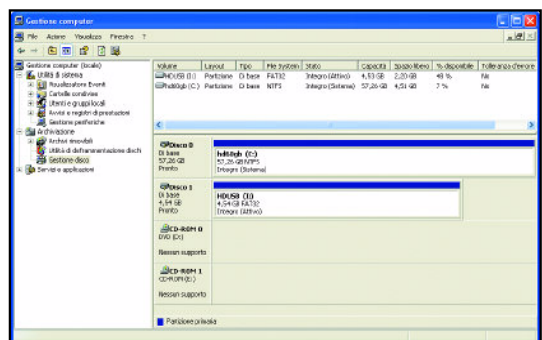 Gestione computer
File Azione Visualizza Finestra ?
Gestione computer (locale)
Utilità di sistema
Visualizzatore Eventi
Cartelle condivise
Utenti e gruppi locali
Avvisi e registri di prestazioni
Gestione periferiche
Archiviazione
Archivi rimovibili
Utilità di deframmentazione dischi
Gestione disco
Servizi e applicazioni
Volume Layout Tipo File System Stato Capacità Spazio libero % disponibile Tolleranza d'errore
HDUSB (I:) Partizione Di base FAT32 Integro (Attivo) 4,53 GB 2,20 GB 48 % No
hd60gb (C:) Partizione Di base NTFS Integro (Sistema) 57,26 GB 4,51 GB 7 % No
Disco 0
Di base
57,26 GB
Pronto
hd60gb (C:)
57,26 GB NTFS
Integro (Sistema)
Disco 1
Di base
4,54 GB
Pronto
HDUSB (I:)
4,54 GB FAT32
Integro (Attivo)
CD-ROM 0
DVD (D:)
Nessun supporto
CD-ROM 1
CD-ROM (E:)
Nessun supporto
Partizione primaria